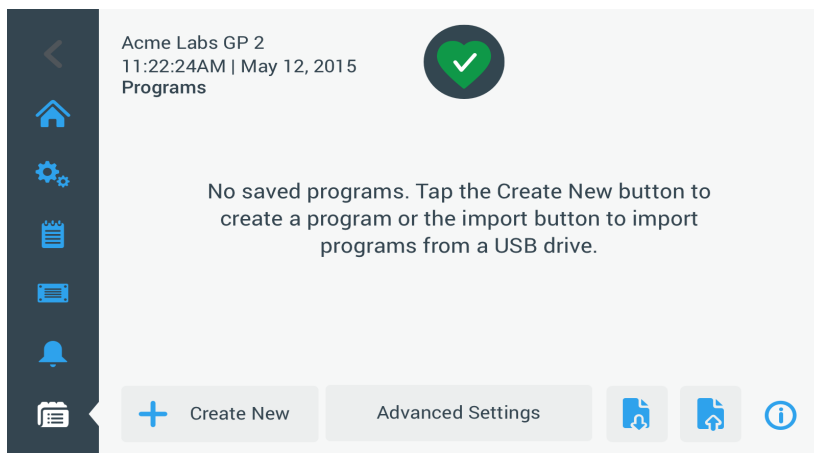 Acme Labs GP 2
11:22:24AM | May 12, 2015
Programs
No saved programs. Tap the Create New button to
create a program or the import button to import
programs from a USB drive.
Create New
Advanced Settings